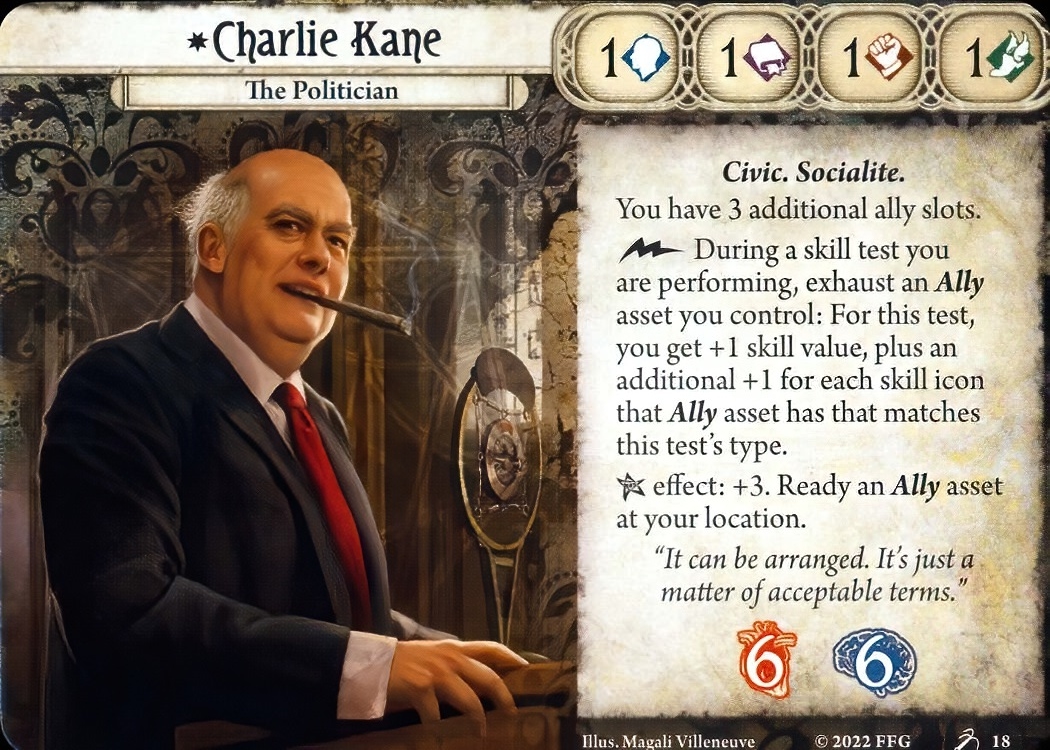 Charlie Kane
The Politician
1 1 1 1
Civic. Socialite.
You have 3 additional ally slots.
During a skill test you
are performing, exhaust an Ally
asset you control: For this test,
you get +1 skill value, plus an
additional +1 for each skill icon
that Ally asset has that matches
this test's type.
effect: +3. Ready an Ally asset
at your location.
“It can be arranged. It's just a
matter of acceptable terms.”
6 6
Illus. Magali Villeneuve © 2022 FFG 18